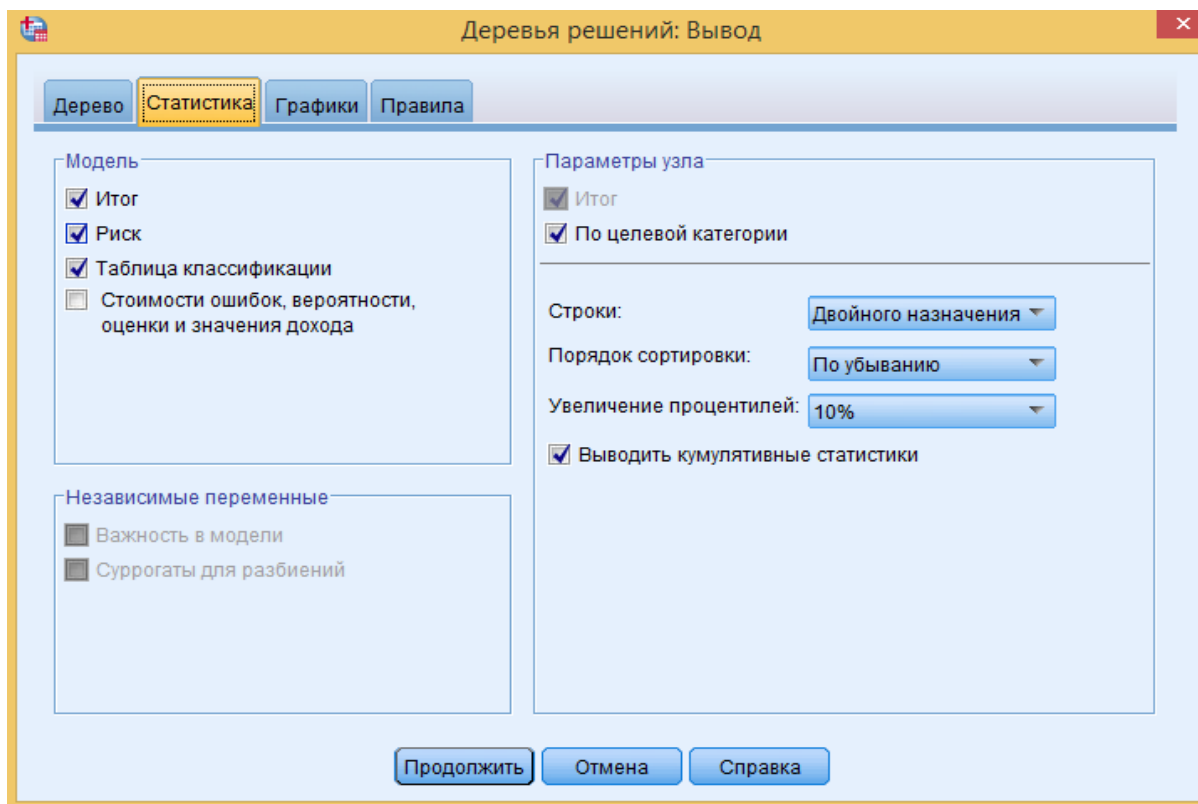 Деревья решений: Вывод
Дерево
Статистика
Графики
Правила
Модель
Итог
Риск
Таблица классификации
Стоимости ошибок, вероятности,
оценки и значения дохода
Независимые переменные
Важность в модели
Суррогаты для разбиений
Параметры узла
Итог
По целевой категории
Строки: Двойного назначения
Порядок сортировки: По убыванию
Увеличение процентилей: 10%
Выводить кумулятивные статистики
Продолжить
Отмена
Справка